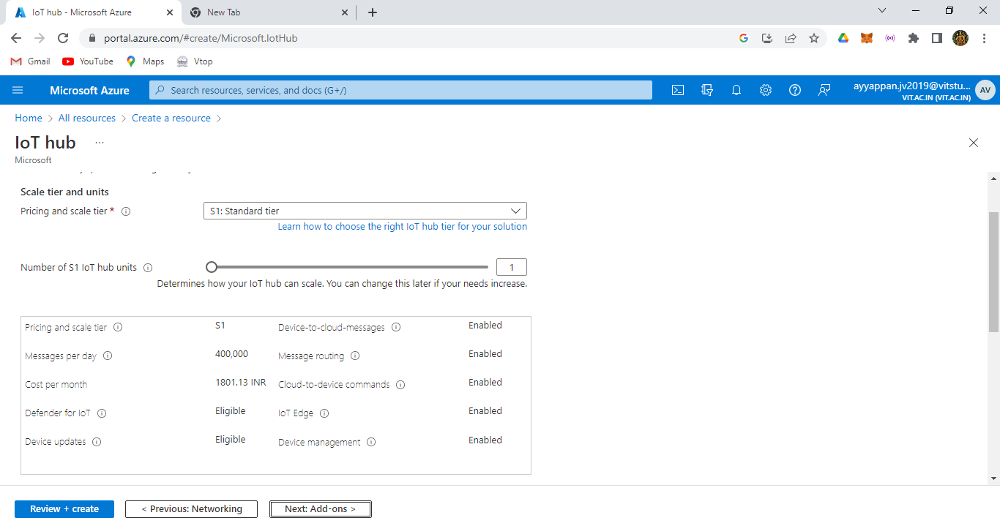 IoT hub - Microsoft Azure
New Tab
portal.azure.com/#create/Microsoft.IotHub
Gmail
YouTube
Maps
Vtop
Microsoft Azure
Search resources, services, and docs (G+/)
ayyappan.jv2019@vitstu...
VIT.AC.IN (VIT.AC.IN)
AV
Home > All resources > Create a resource >
IoT hub ...
Microsoft
Scale tier and units
Pricing and scale tier *
S1: Standard tier
Learn how to choose the right IoT hub tier for your solution
Number of S1 IoT hub units
1
Determines how your IoT hub can scale. You can change this later if your needs increase.
Pricing and scale tier S1 Device-to-cloud-messages Enabled
Messages per day 400,000 Message routing Enabled
Cost per month 1801.13 INR Cloud-to-device commands Enabled
Defender for IoT Eligible IoT Edge Enabled
Device updates Eligible Device management Enabled
Review + create
< Previous: Networking
Next: Add-ons >